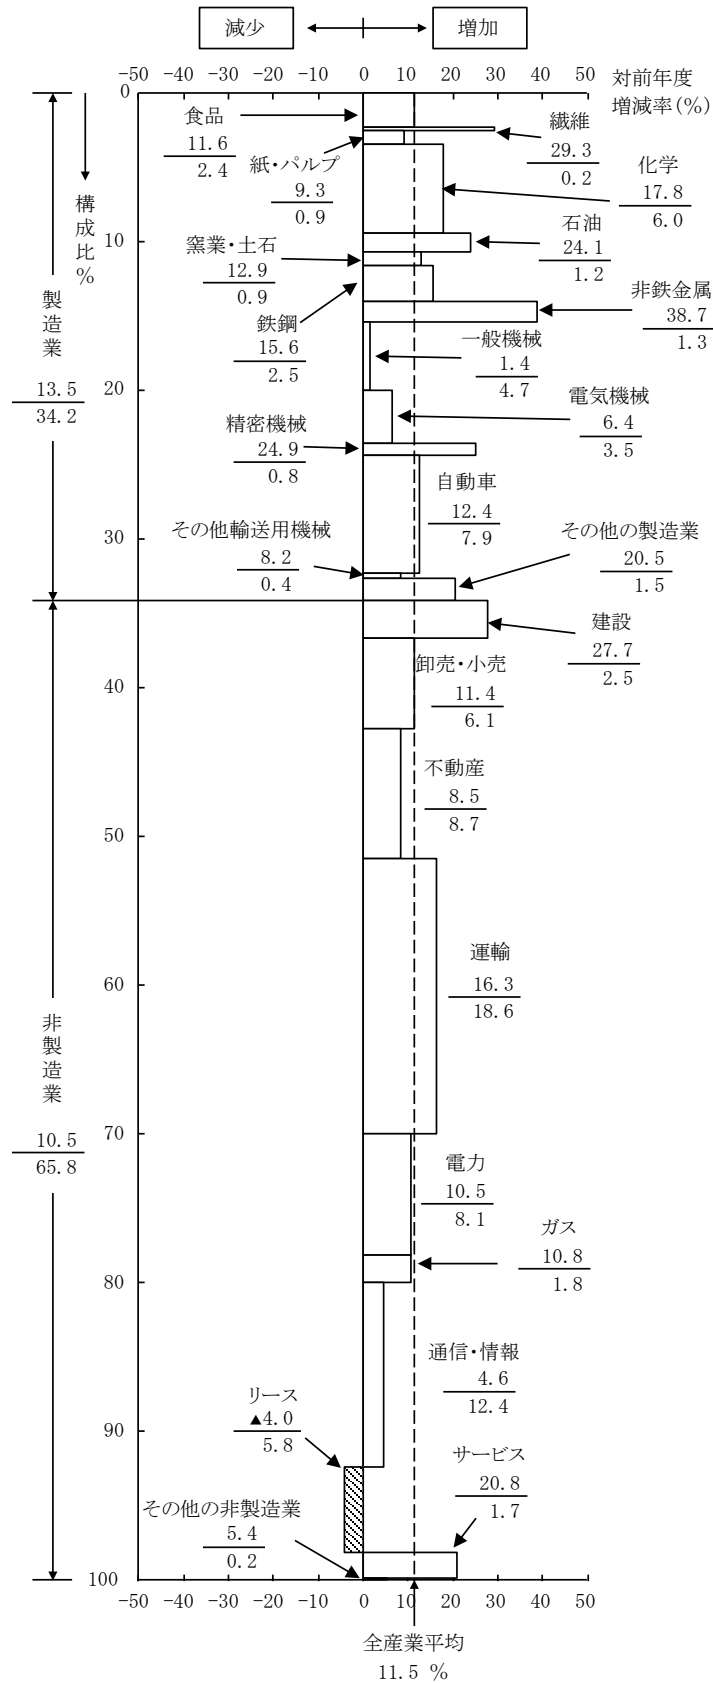 減少
増加
-50 -40 -30 -20 -10 0 10 20 30 40 50
対前年度
増減率(%)
0
食品
11.6
2.4
繊維
29.3
0.2
紙・パルプ
9.3
0.9
化学
17.8
6.0
構成比%
10
石油
24.1
1.2
窯業・土石
12.9
0.9
非鉄金属
38.7
1.3
製造業
13.5
34.2
鉄鋼
15.6
2.5
一般機械
1.4
4.7
20
電気機械
6.4
3.5
精密機械
24.9
0.8
自動車
12.4
7.9
30
その他輸送用機械
8.2
0.4
その他の製造業
20.5
1.5
建設
27.7
2.5
卸売・小売
11.4
6.1
40
不動産
8.5
8.7
50
運輸
16.3
18.6
60
非製造業
10.5
65.8
70
電力
10.5
8.1
ガス
10.8
1.8
80
通信・情報
4.6
12.4
リース
▲4.0
5.8
90
サービス
20.8
1.7
その他の非製造業
5.4
0.2
100
-50 -40 -30 -20 -10 0 10 20 30 40 50
全産業平均
11.5 %